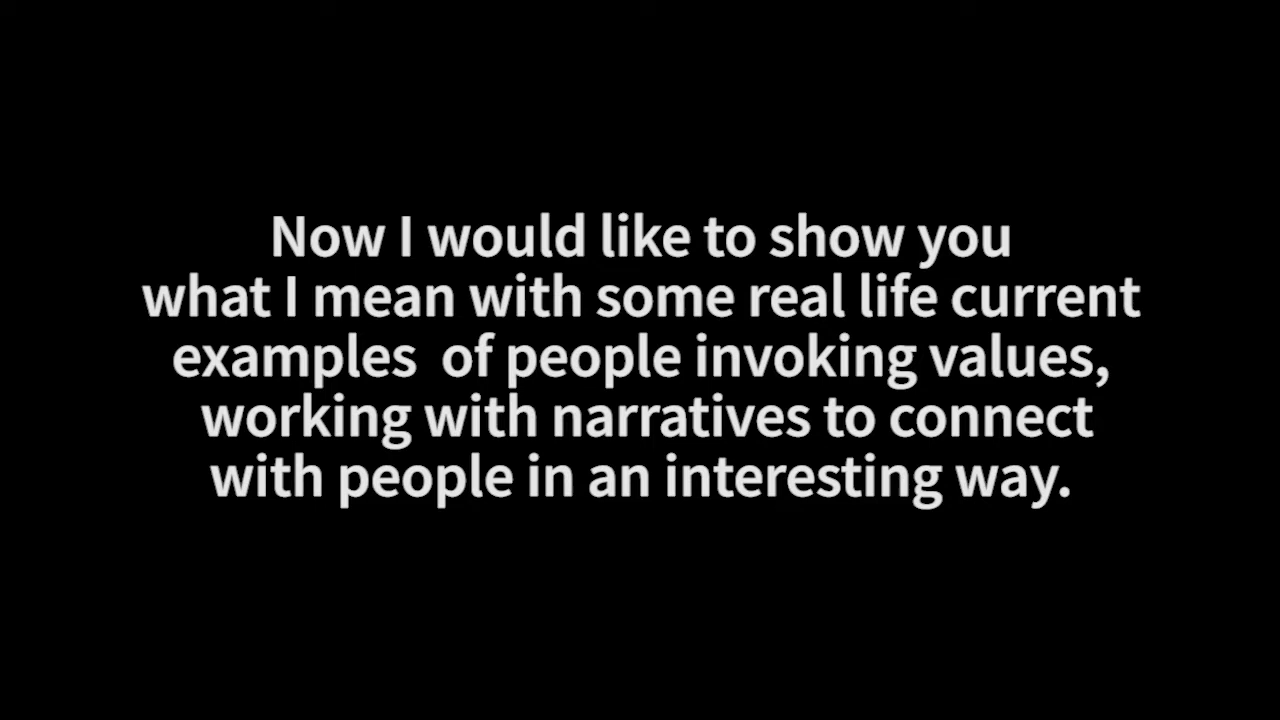 Now I would like to show you
what I mean with some real life current
examples  of people invoking values,
working with narratives to connect
with people in an interesting way.